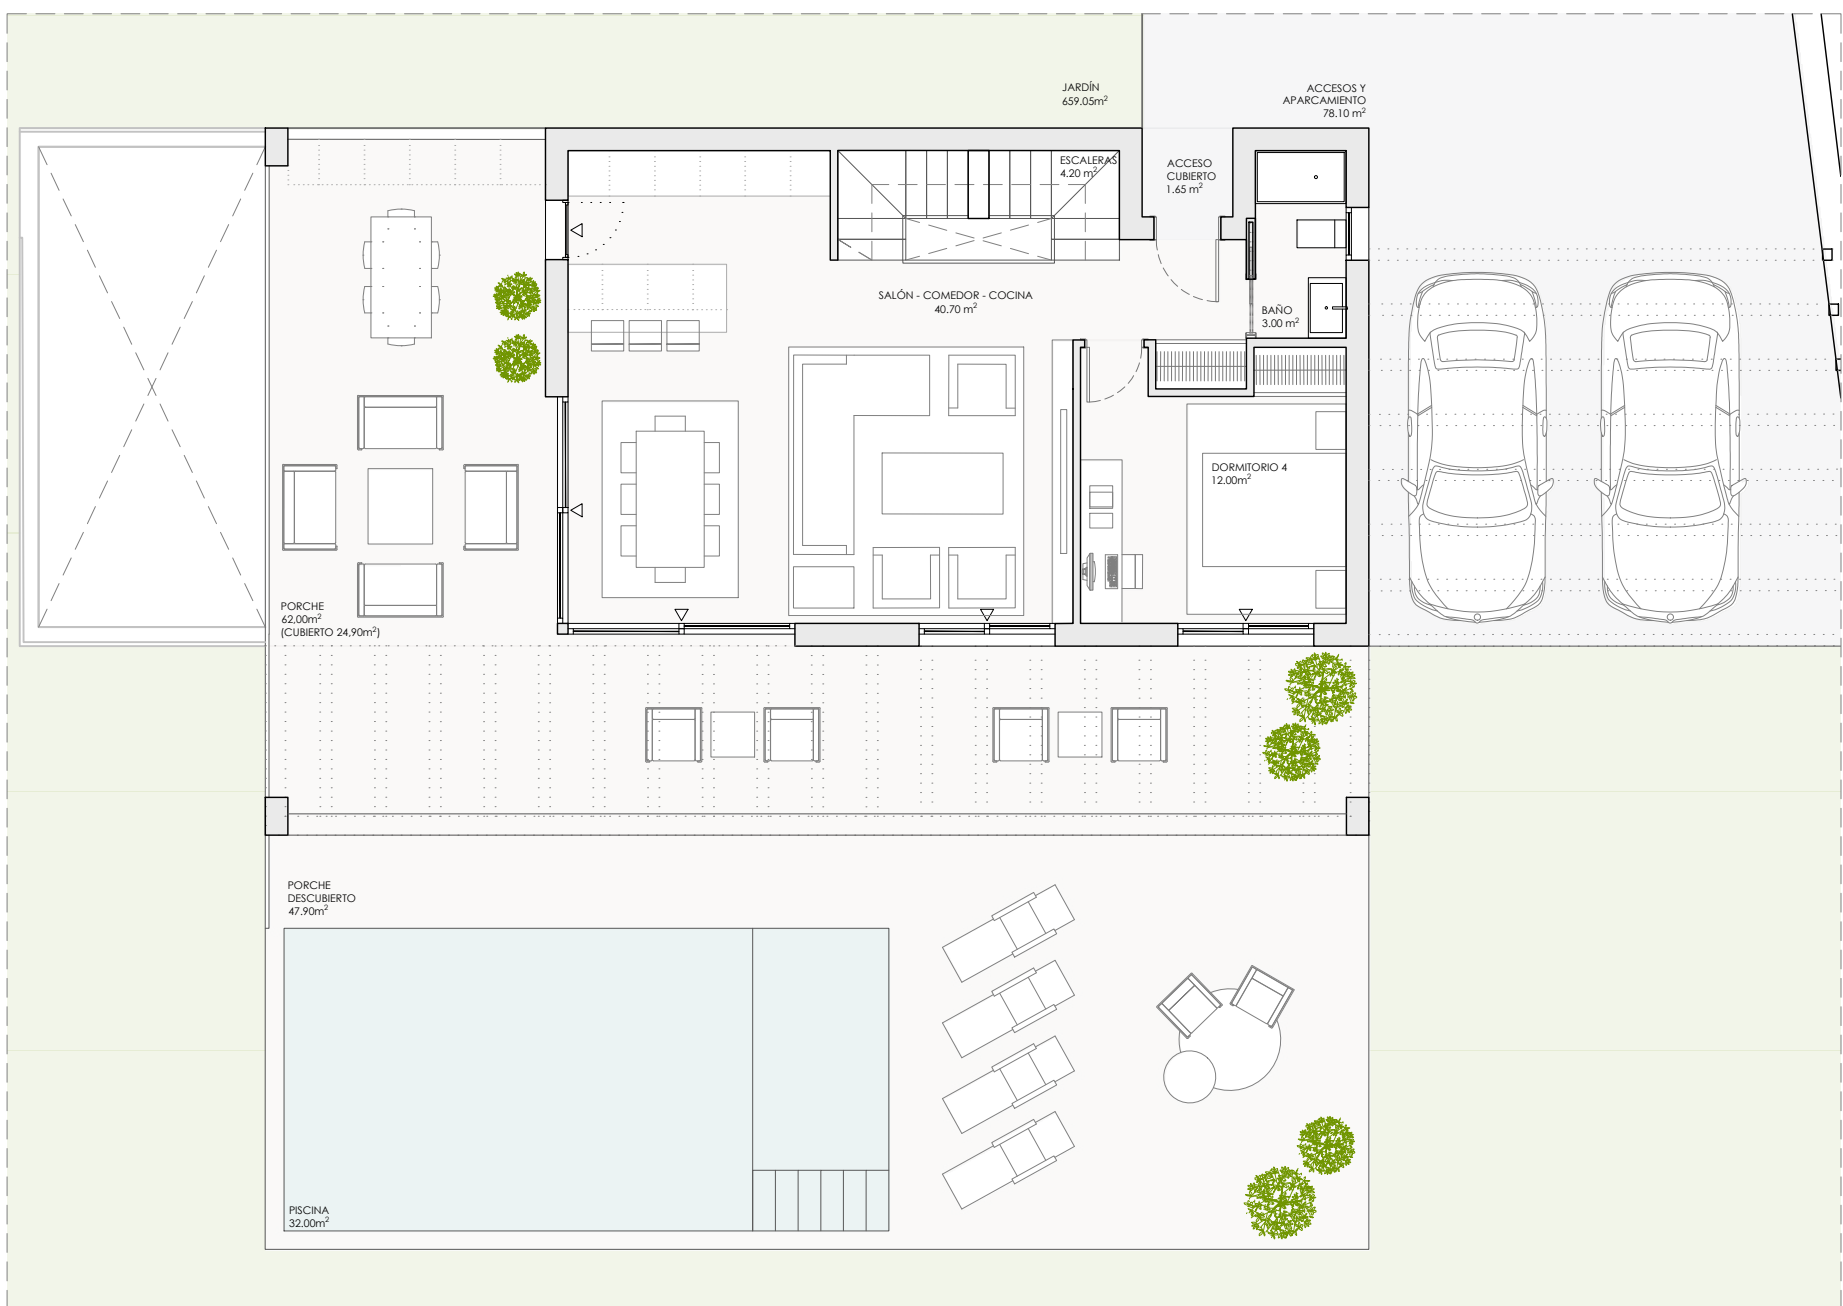 JARDÍN
659.05m²
ACCESOS Y
APARCAMIENTO
78.10 m²
ESCALERAS
4.20 m²
ACCESO
CUBIERTO
1.65 m²
SALÓN - COMEDOR - COCINA
40.70 m²
BAÑO
3.00 m²
DORMITORIO 4
12.00m²
PORCHE
62,00m²
(CUBIERTO 24,90m²)
PORCHE
DESCUBIERTO
47.90m²
PISCINA
32.00m²